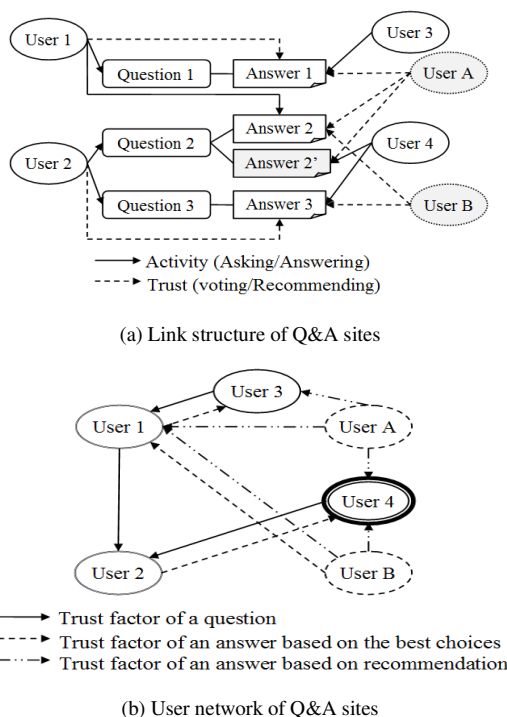 User 1
User 3
Question 1
Answer 1
User A
Answer 2
User 4
Question 2
User 2
Answer 2’
Question 3
Answer 3
User B
Activity (Asking/Answering)
Trust (voting/Recommending)
(a) Link structure of Q&A sites
User 3
User 1
User A
User 4
User 2
User B
Trust factor of a question
Trust factor of an answer based on the best choices
Trust factor of an answer based on recommendation
(b) User network of Q&A sites